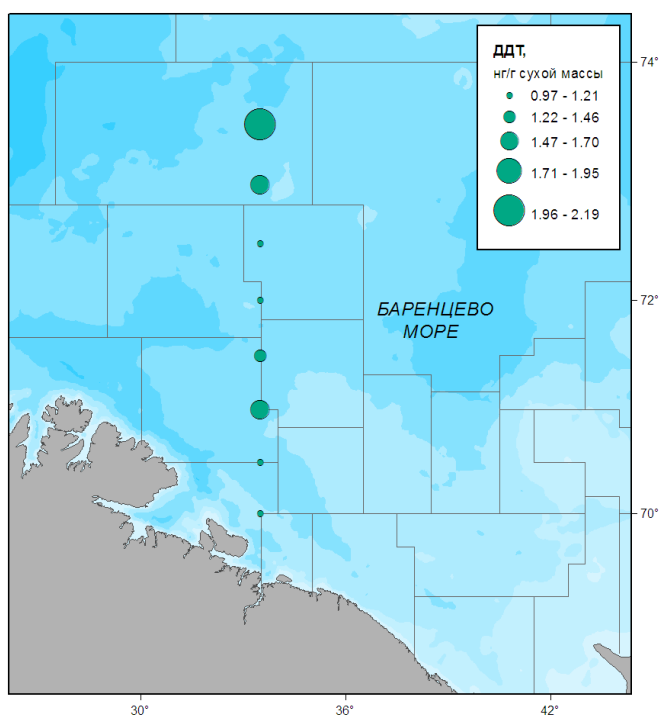 ДДТ,
нг/г сухой массы
0.97 - 1.21
1.22 - 1.46
1.47 - 1.70
1.71 - 1.95
1.96 - 2.19
74°
БАРЕНЦЕВО
МОРЕ
72°
70°
30°
36°
42°